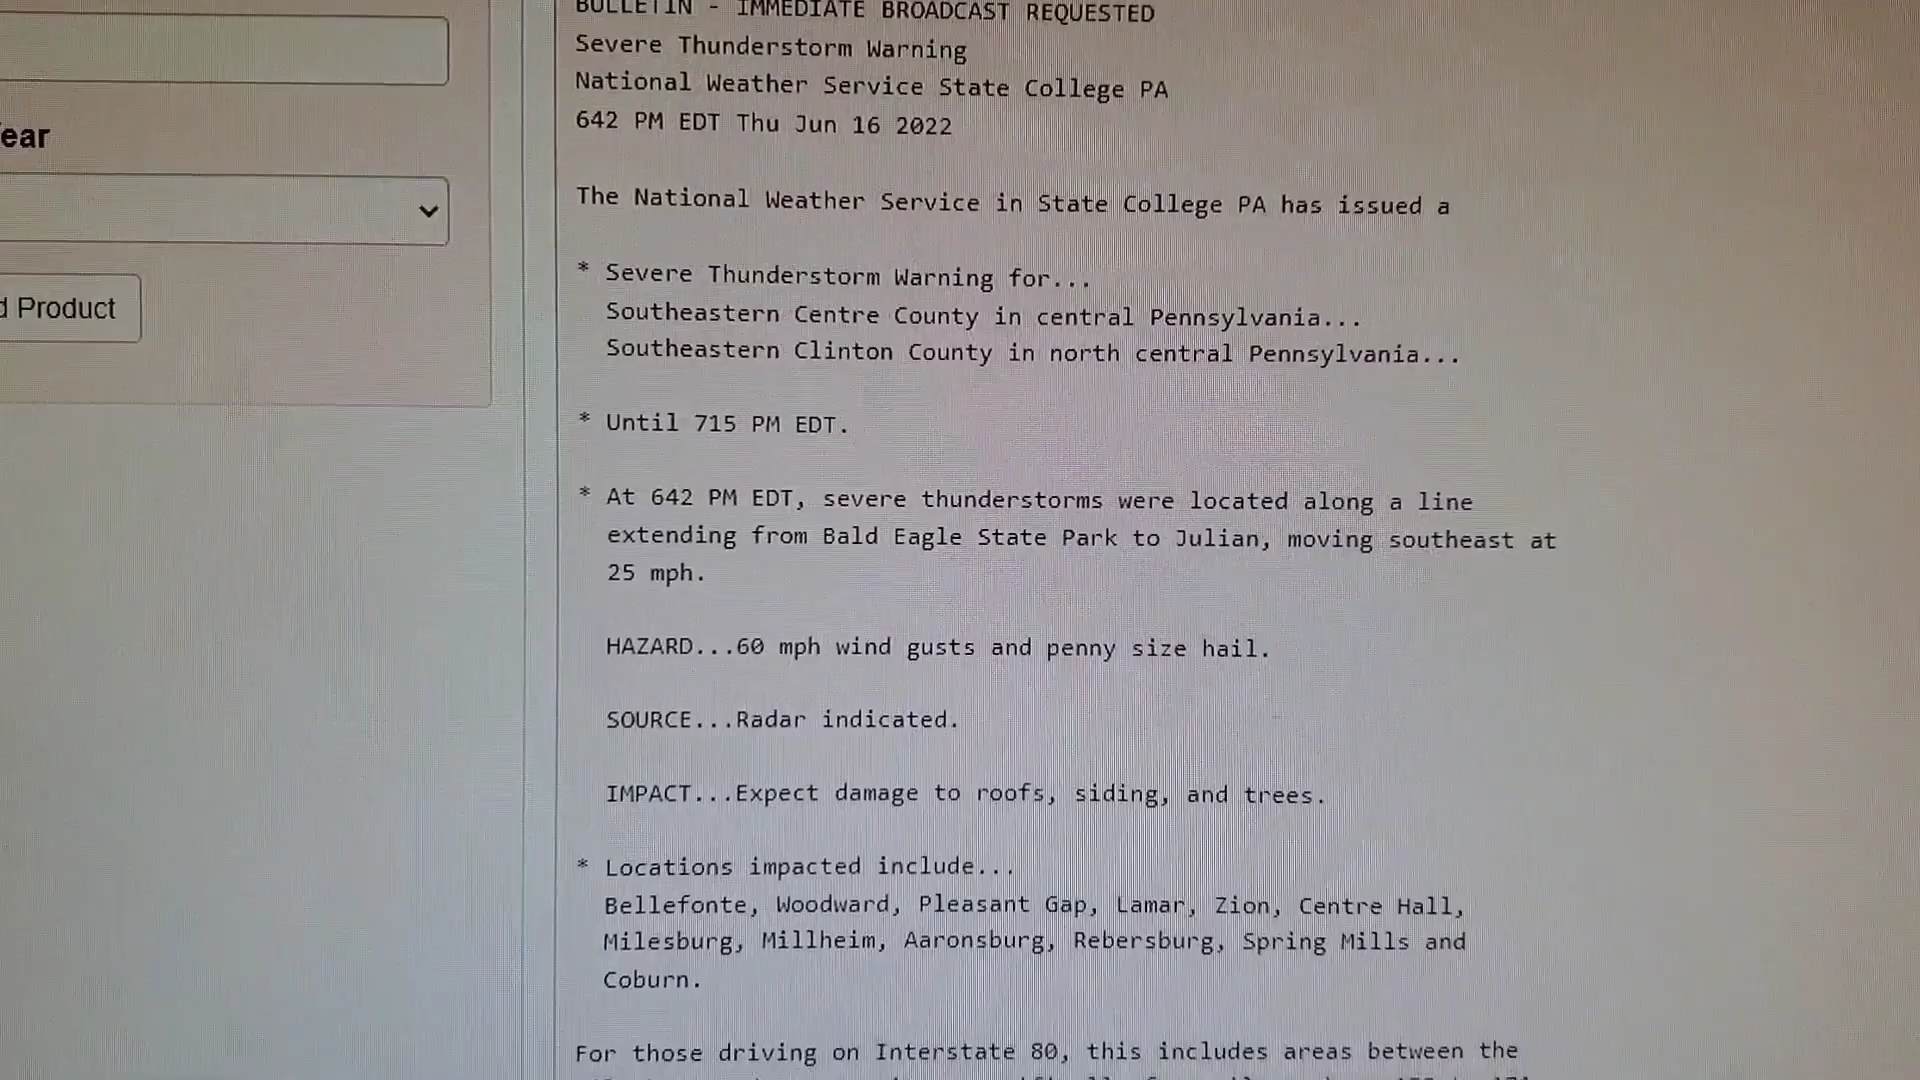 BULLETIN - IMMEDIATE BROADCAST REQUESTED
Severe Thunderstorm Warning
National Weather Service State College PA
642 PM EDT Thu Jun 16 2022
ear
d Product
The National Weather Service in State College PA has issued a
* Severe Thunderstorm Warning for...
Southeastern Centre County in central Pennsylvania...
Southeastern Clinton County in north central Pennsylvania...
* Until 715 PM EDT.
* At 642 PM EDT, severe thunderstorms were located along a line
extending from Bald Eagle State Park to Julian, moving southeast at
25 mph.
HAZARD...60 mph wind gusts and penny size hail.
SOURCE...Radar indicated.
IMPACT...Expect damage to roofs, siding, and trees.
* Locations impacted include...
Bellefonte, Woodward, Pleasant Gap, Lamar, Zion, Centre Hall,
Milesburg, Millheim, Aaronsburg, Rebersburg, Spring Mills and
Coburn.
For those driving on Interstate 80, this includes areas between the